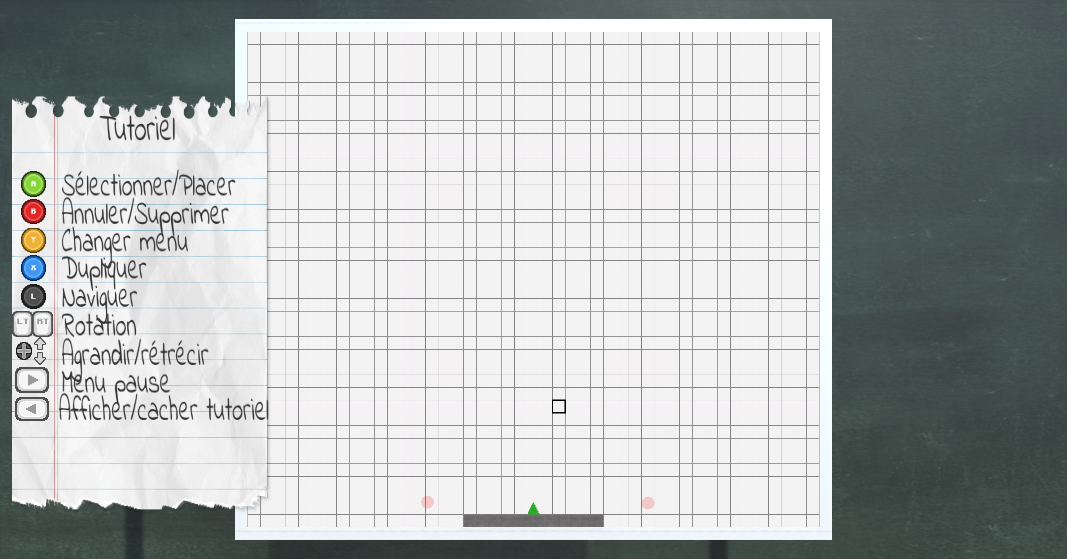 Tutoriel
A Sélectionner/Placer
B Annuler/Supprimer
Y Changer menu
X Dupliquer
L Naviguer
LT RT Rotation
Agrandir/rétrécir
Menu pause
Afficher/cacher tutoriel